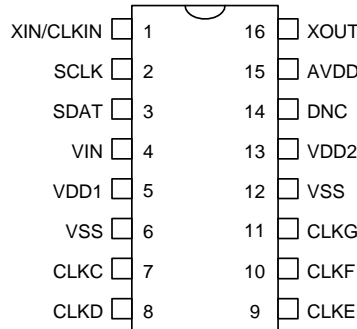 XIN/CLKIN 1 16 XOUT
SCLK 2 15 AVDD
SDAT 3 14 DNC
VIN 4 13 VDD2
VDD1 5 12 VSS
VSS 6 11 CLKG
CLKC 7 10 CLKF
CLKD 8 9 CLKE